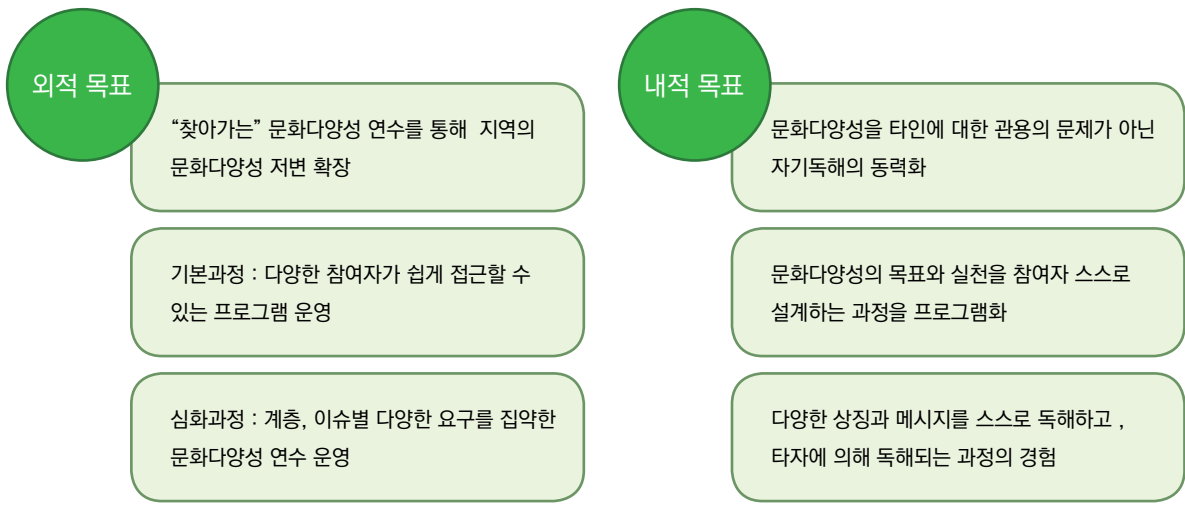 외적 목표
“찾아가는” 문화다양성 연수를 통해 지역의
문화다양성 저변 확장
기본과정 : 다양한 참여자가 쉽게 접근할 수
있는 프로그램 운영
심화과정 : 계층, 이슈별 다양한 요구를 집약한
문화다양성 연수 운영
내적 목표
문화다양성을 타인에 대한 관용의 문제가 아닌
자기독해의 동력화
문화다양성의 목표와 실천을 참여자 스스로
설계하는 과정을 프로그램화
다양한 상징과 메시지를 스스로 독해하고 ,
타자에 의해 독해되는 과정의 경험